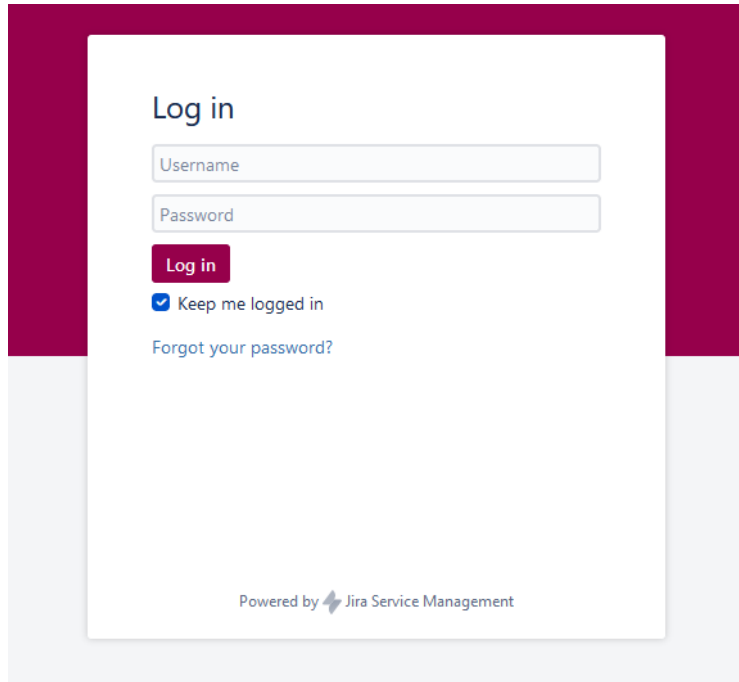 Log in
Username
Password
Log in
Keep me logged in
Forgot your password?
Powered by Jira Service Management